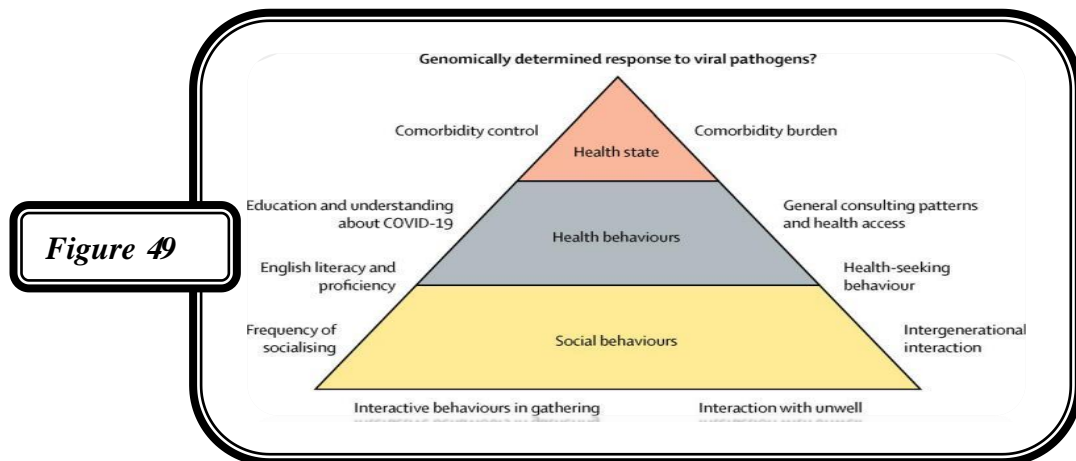 Genomically determined response to viral pathogens?
Comorbidity control
Comorbidity burden
Health state
Education and understanding
about COVID-19
General consulting patterns
and health access
Health behaviours
Figure 49
English literacy and
proficiency
Health-seeking
behaviour
Frequency of
socialising
Social behaviours
Intergenerational
interaction
Interactive behaviours in gathering
Interaction with unwell